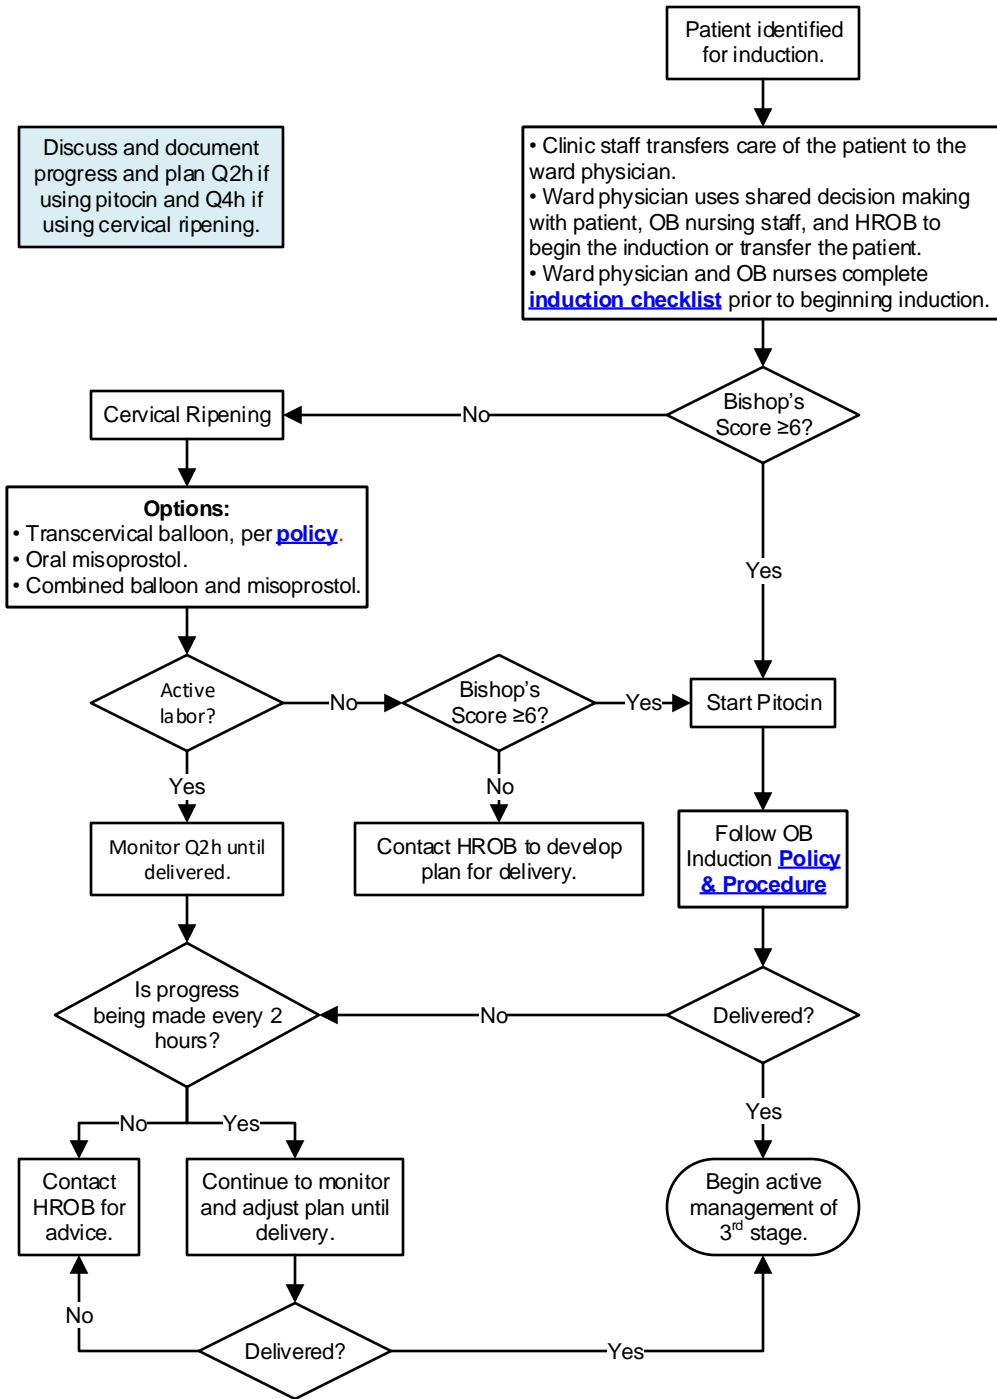 Patient identified
for induction.
Discuss and document
progress and plan Q2h if
using pitocin and Q4h if
using cervical ripening.
• Clinic staff transfers care of the patient to the
ward physician.
• Ward physician uses shared decision making
with patient, OB nursing staff, and HROB to
begin the induction or transfer the patient.
• Ward physician and OB nurses complete
induction checklist prior to beginning induction.
Bishop's
Score ≥6?
No
Cervical Ripening
Yes
Options:
• Transcervical balloon, per policy.
• Oral misoprostol.
• Combined balloon and misoprostol.
Active
labor?
No
Bishop's
Score ≥6?
Yes
Start Pitocin
Yes
No
Monitor Q2h until
delivered.
Contact HROB to develop
plan for delivery.
Follow OB
Induction Policy
& Procedure
Is progress
being made every 2
hours?
No
Delivered?
No
Yes
Yes
Contact
HROB for
advice.
Continue to monitor
and adjust plan until
delivery.
Begin active
management of
3rd stage.
No
Delivered?
Yes